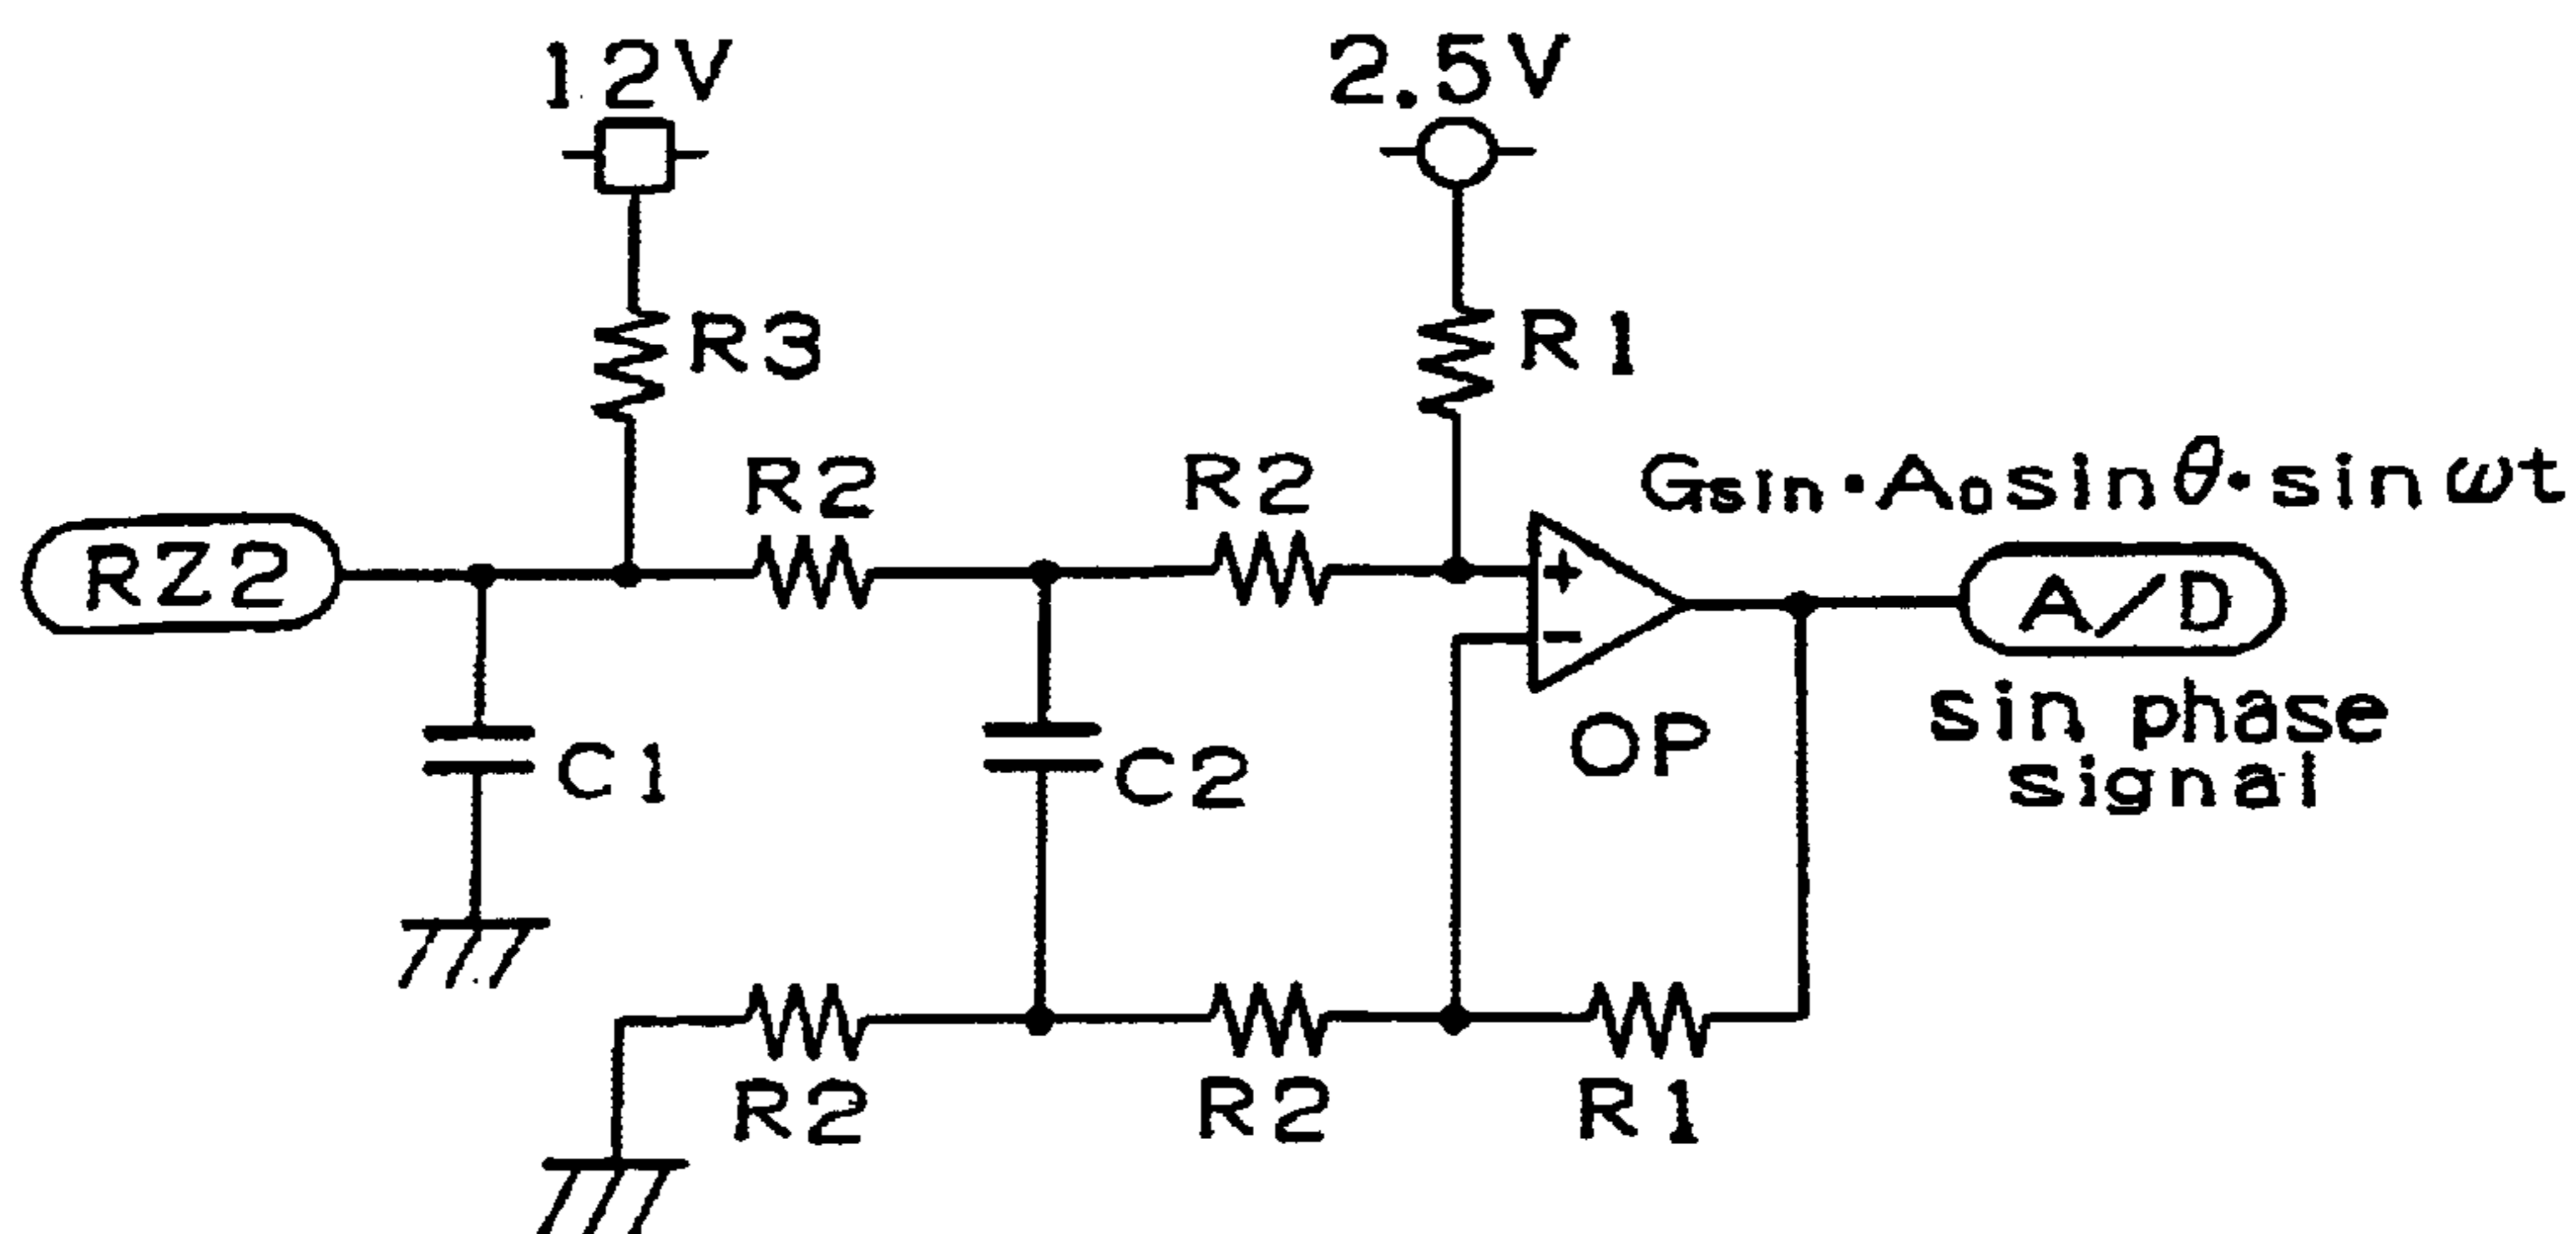 12V
2.5V
R3
R1
R2
R2
Gsin·A0sinθ·sinωt
RZ2
+
A/D
−
sin phase
signal
OP
C1
C2
R2
R2
R1